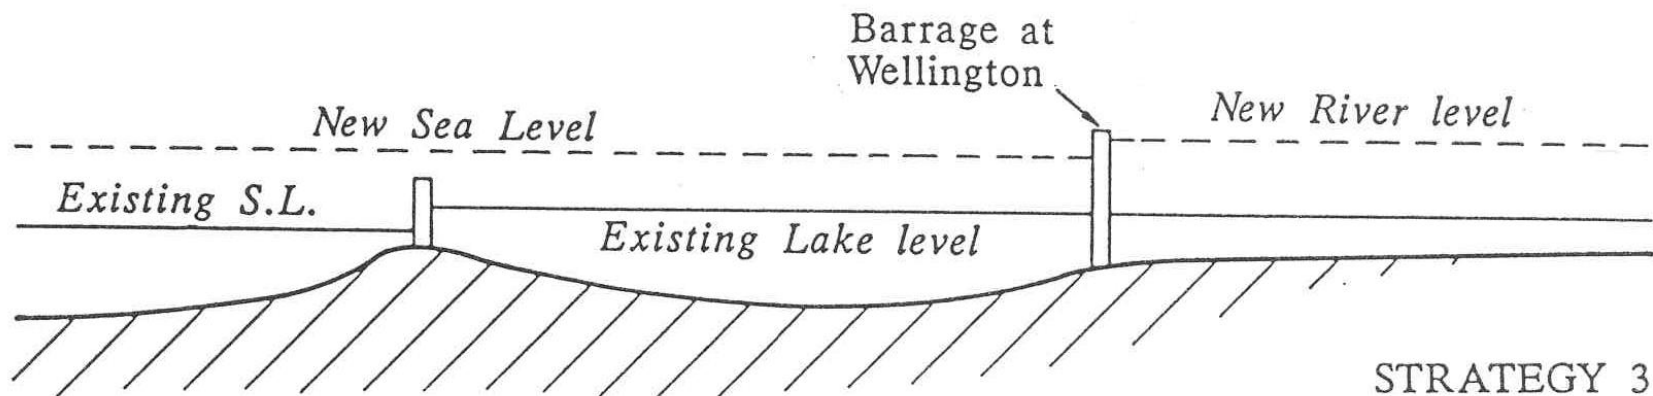 Barrage at
Wellington
New River level
New Sea Level
Existing S.L.
Existing Lake level
STRATEGY 3